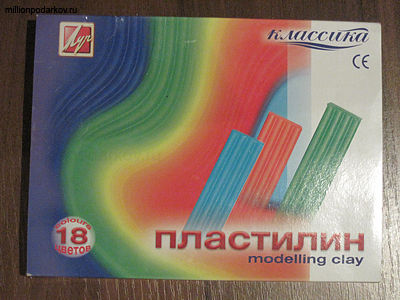 millionpodarkov.ru
Луч
классика
CE
colours
18
цветов
пластилин
modelling clay